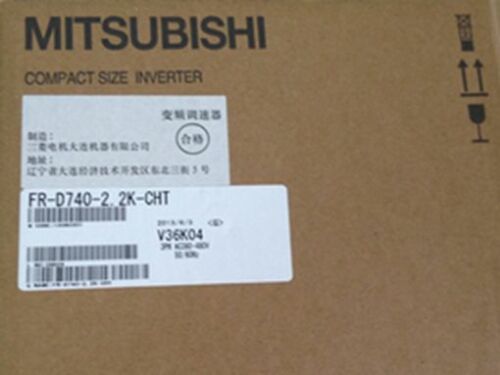 MITSUBISHI
COMPACT SIZE INVERTER
变频调速器
制造:
三菱电机大连机器有限公司
合格
地址:
辽宁省大连经济技术开发区东北三街5号
FR-D740-2.2K-CHT
V36K04
3PH AC380-480V
50/60Hz